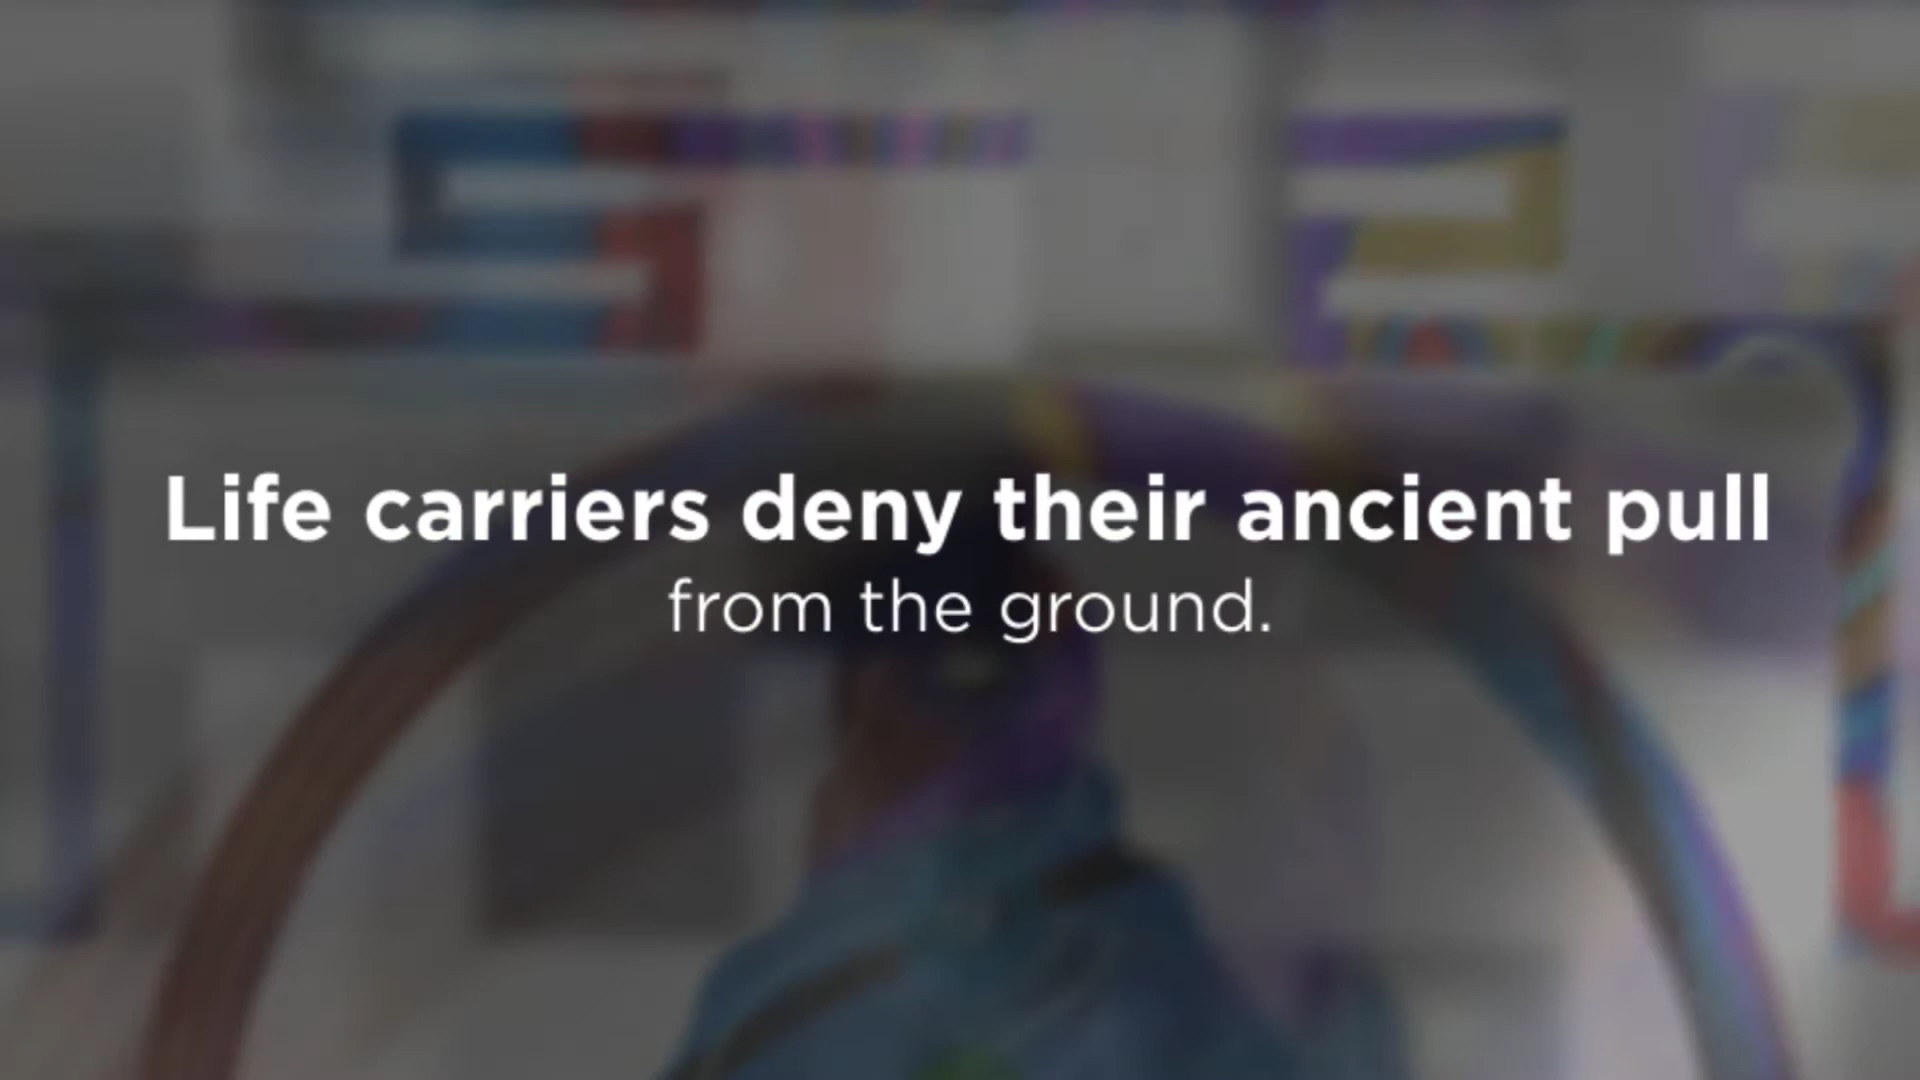 Life carriers deny their ancient pull
from the ground.